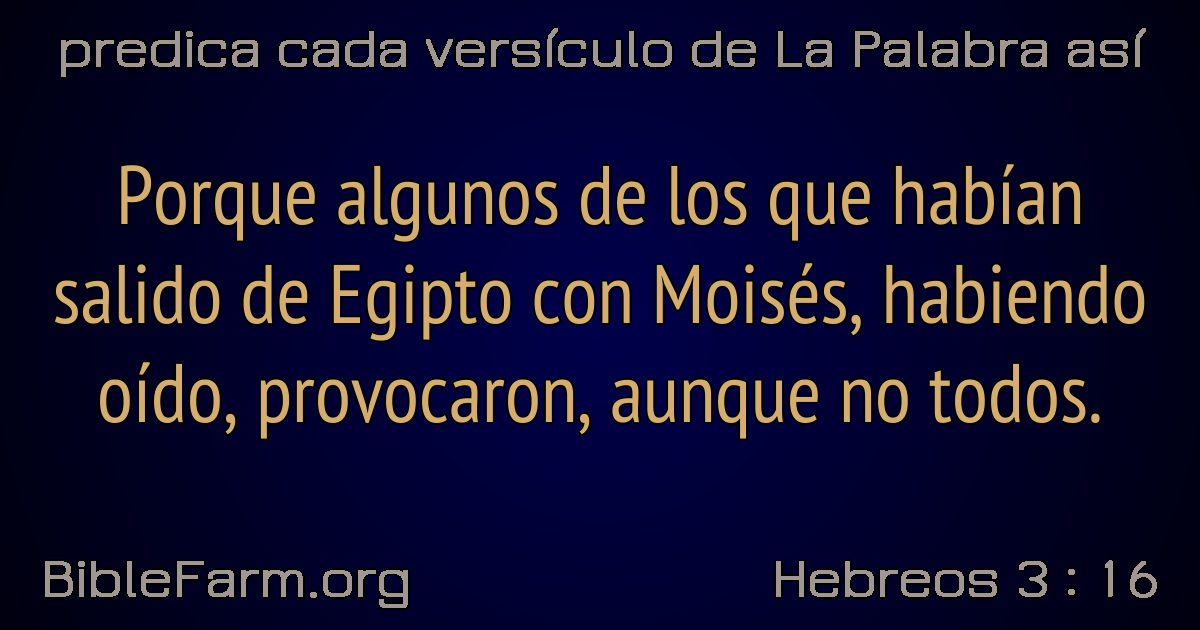 predica cada versículo de La Palabra así
Porque algunos de los que habían
salido de Egipto con Moisés, habiendo
oído, provocaron, aunque no todos.
BibleFarm.org
Hebreos 3 : 16